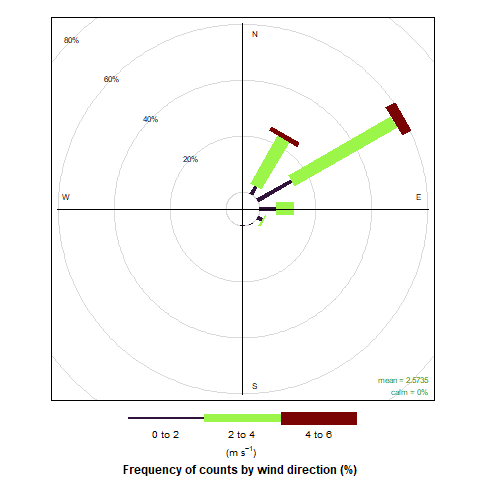 80%
N
60%
40%
20%
W
E
S
mean = 2.5735
calm = 0%
0 to 2 2 to 4 4 to 6
(m s⁻¹)
Frequency of counts by wind direction (%)